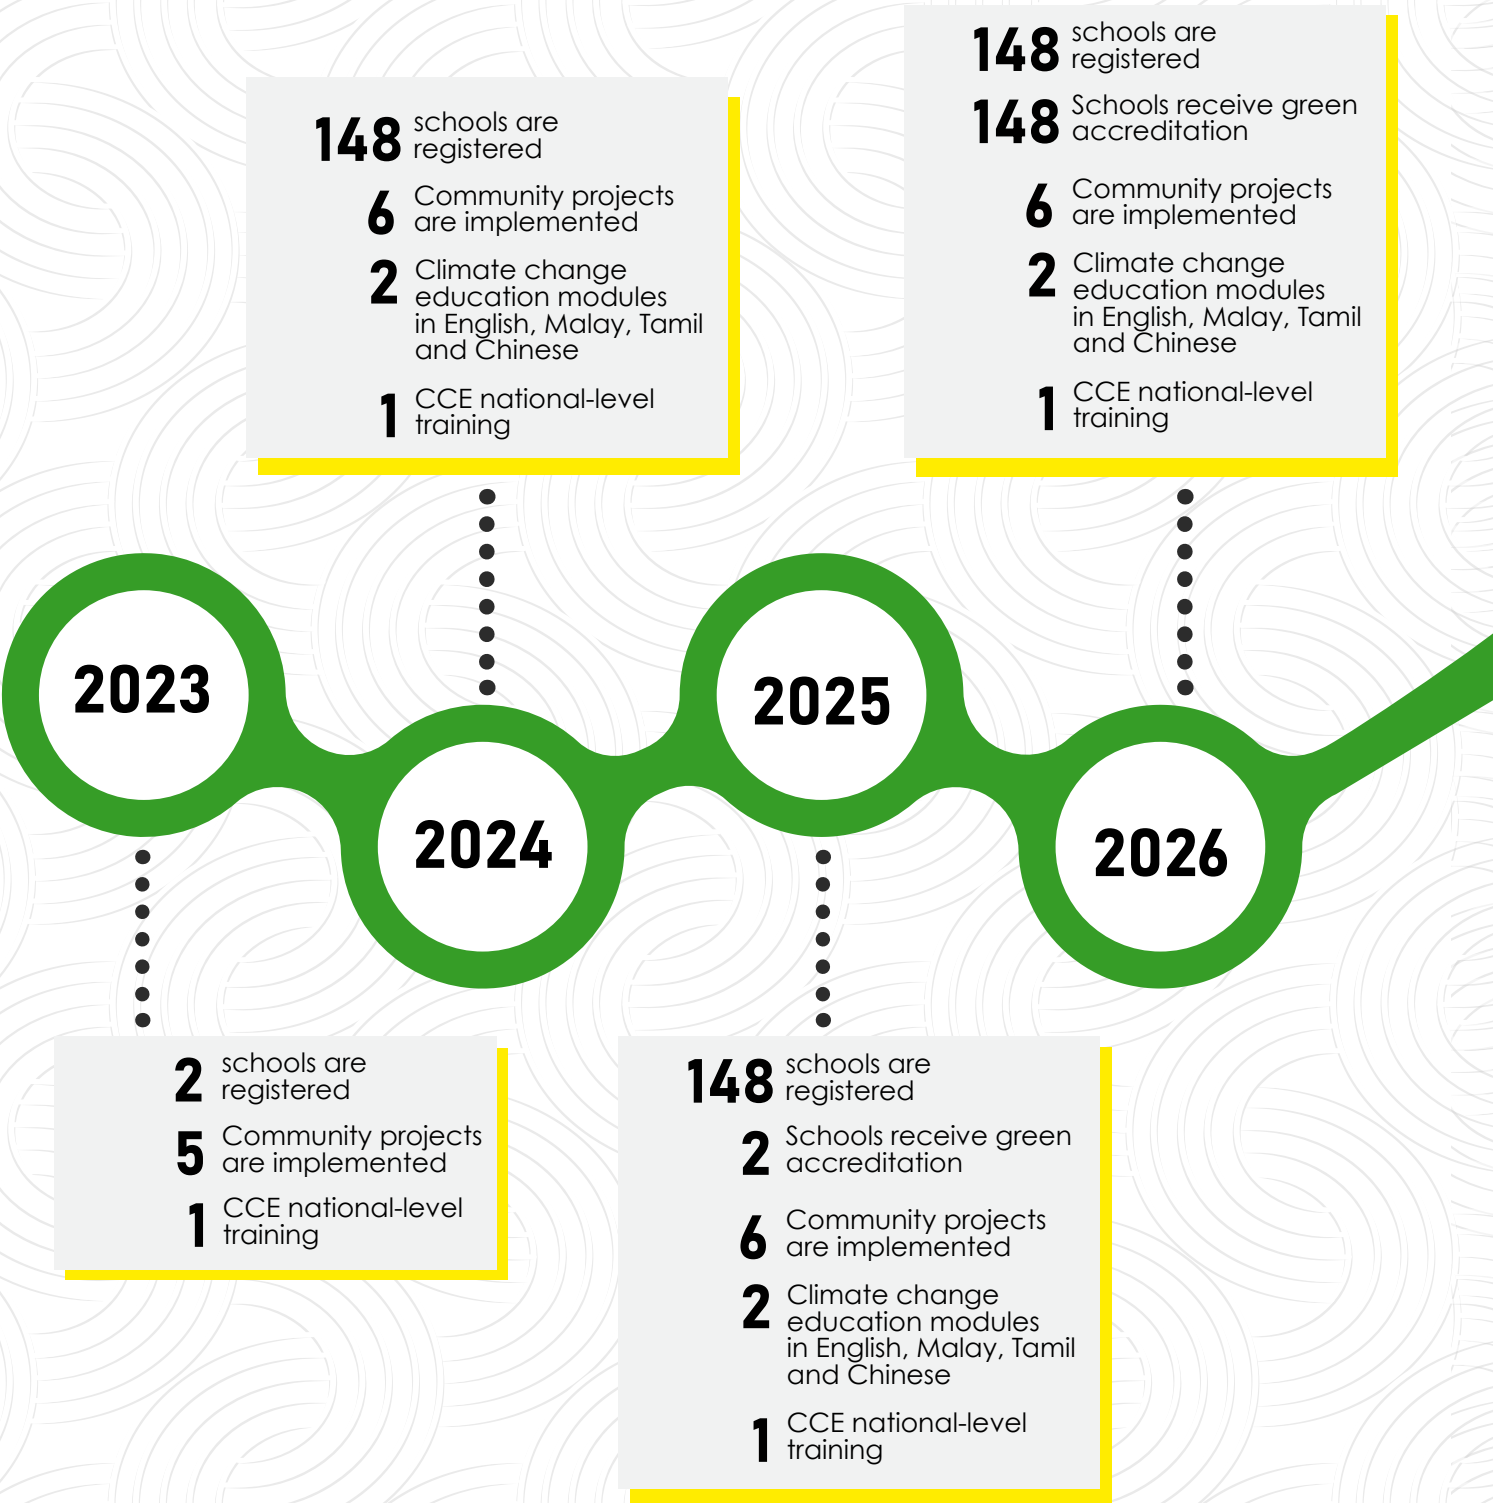 148 schools are
registered
6 Community projects
are implemented
2 Climate change
education modules
in English, Malay, Tamil
and Chinese
1 CCE national-level
training
148 schools are
registered
148 Schools receive green
accreditation
6 Community projects
are implemented
2 Climate change
education modules
in English, Malay, Tamil
and Chinese
1 CCE national-level
training
2023
2024
2025
2026
2 schools are
registered
5 Community projects
are implemented
1 CCE national-level
training
148 schools are
registered
2 Schools receive green
accreditation
6 Community projects
are implemented
2 Climate change
education modules
in English, Malay, Tamil
and Chinese
1 CCE national-level
training